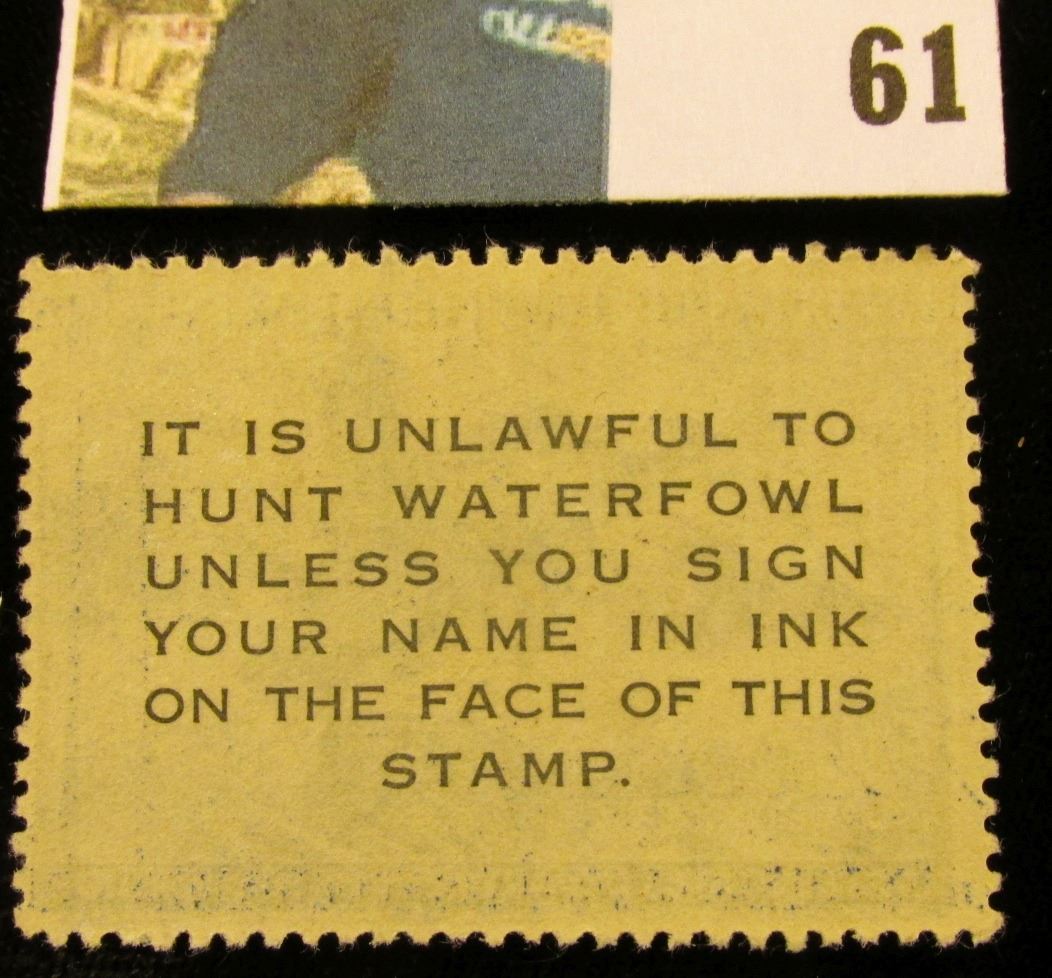 61
IT IS UNLAWFUL TO
HUNT WATERFOWL
UNLESS YOU SIGN
YOUR NAME IN INK
ON THE FACE OF THIS
STAMP.